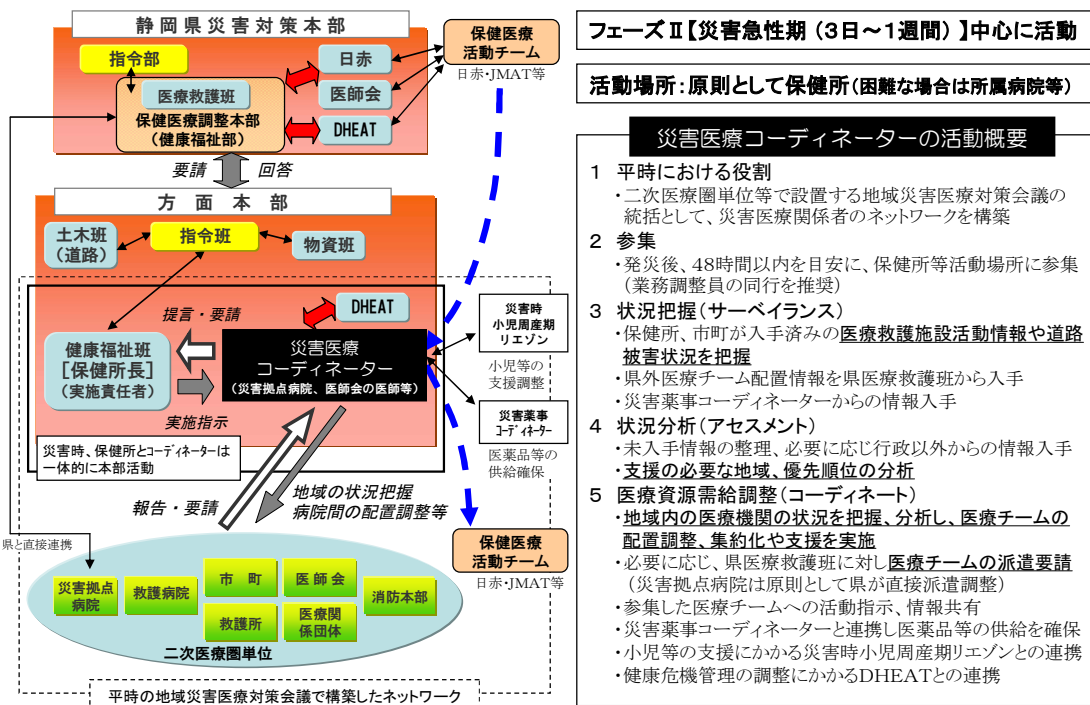 静岡県災害対策本部
指令部
医療救護班
保健医療調整本部
(健康福祉部)
日赤
医師会
DHEAT
保健医療
活動チーム
日赤・JMAT等
要請
回答
方面本部
土木班
(道路)
指令班
物資班
DHEAT
提言・要請
健康福祉班
[保健所長]
(実施責任者)
災害医療
コーディネーター
(災害拠点病院、医師会の医師等)
実施指示
災害時、保健所とコーディネーターは
一体的に本部活動
災害時
小児周産期
リエゾン
小児等の
支援調整
災害薬事
コーディネーター
医薬品等の
供給確保
報告・要請
地域の状況把握
病院間の配置調整等
県と直接連携
保健医療
活動チーム
日赤・JMAT等
災害拠点
病院
救護病院
市町
医師会
消防本部
救護所
医療関
係団体
二次医療圏単位
平時の地域災害医療対策会議で構築したネットワーク
フェーズⅡ【災害急性期(3日~1週間)】中心に活動
活動場所:原則として保健所(困難な場合は所属病院等)
災害医療コーディネーターの活動概要
1 平時における役割
・二次医療圏単位等で設置する地域災害医療対策会議の
統括として、災害医療関係者のネットワークを構築
2 参集
・発災後、48時間以内を目安に、保健所等活動場所に参集
(業務調整員の同行を推奨)
3 状況把握(サーベイランス)
・保健所、市町が入手済みの医療救護施設活動情報や道路
被害状況を把握
・県外医療チーム配置情報を県医療救護班から入手
・災害薬事コーディネーターからの情報入手
4 状況分析(アセスメント)
・未入手情報の整理、必要に応じ行政以外からの情報入手
・支援の必要な地域、優先順位の分析
5 医療資源需給調整(コーディネート)
・地域内の医療機関の状況を把握、分析し、医療チームの
配置調整、集約化や支援を実施
・必要に応じ、県医療救護班に対し医療チームの派遣要請
(災害拠点病院は原則として県が直接派遣調整)
・参集した医療チームへの活動指示、情報共有
・災害薬事コーディネーターと連携し医薬品等の供給を確保
・小児等の支援にかかる災害時小児周産期リエゾンとの連携
・健康危機管理の調整にかかるDHEATとの連携